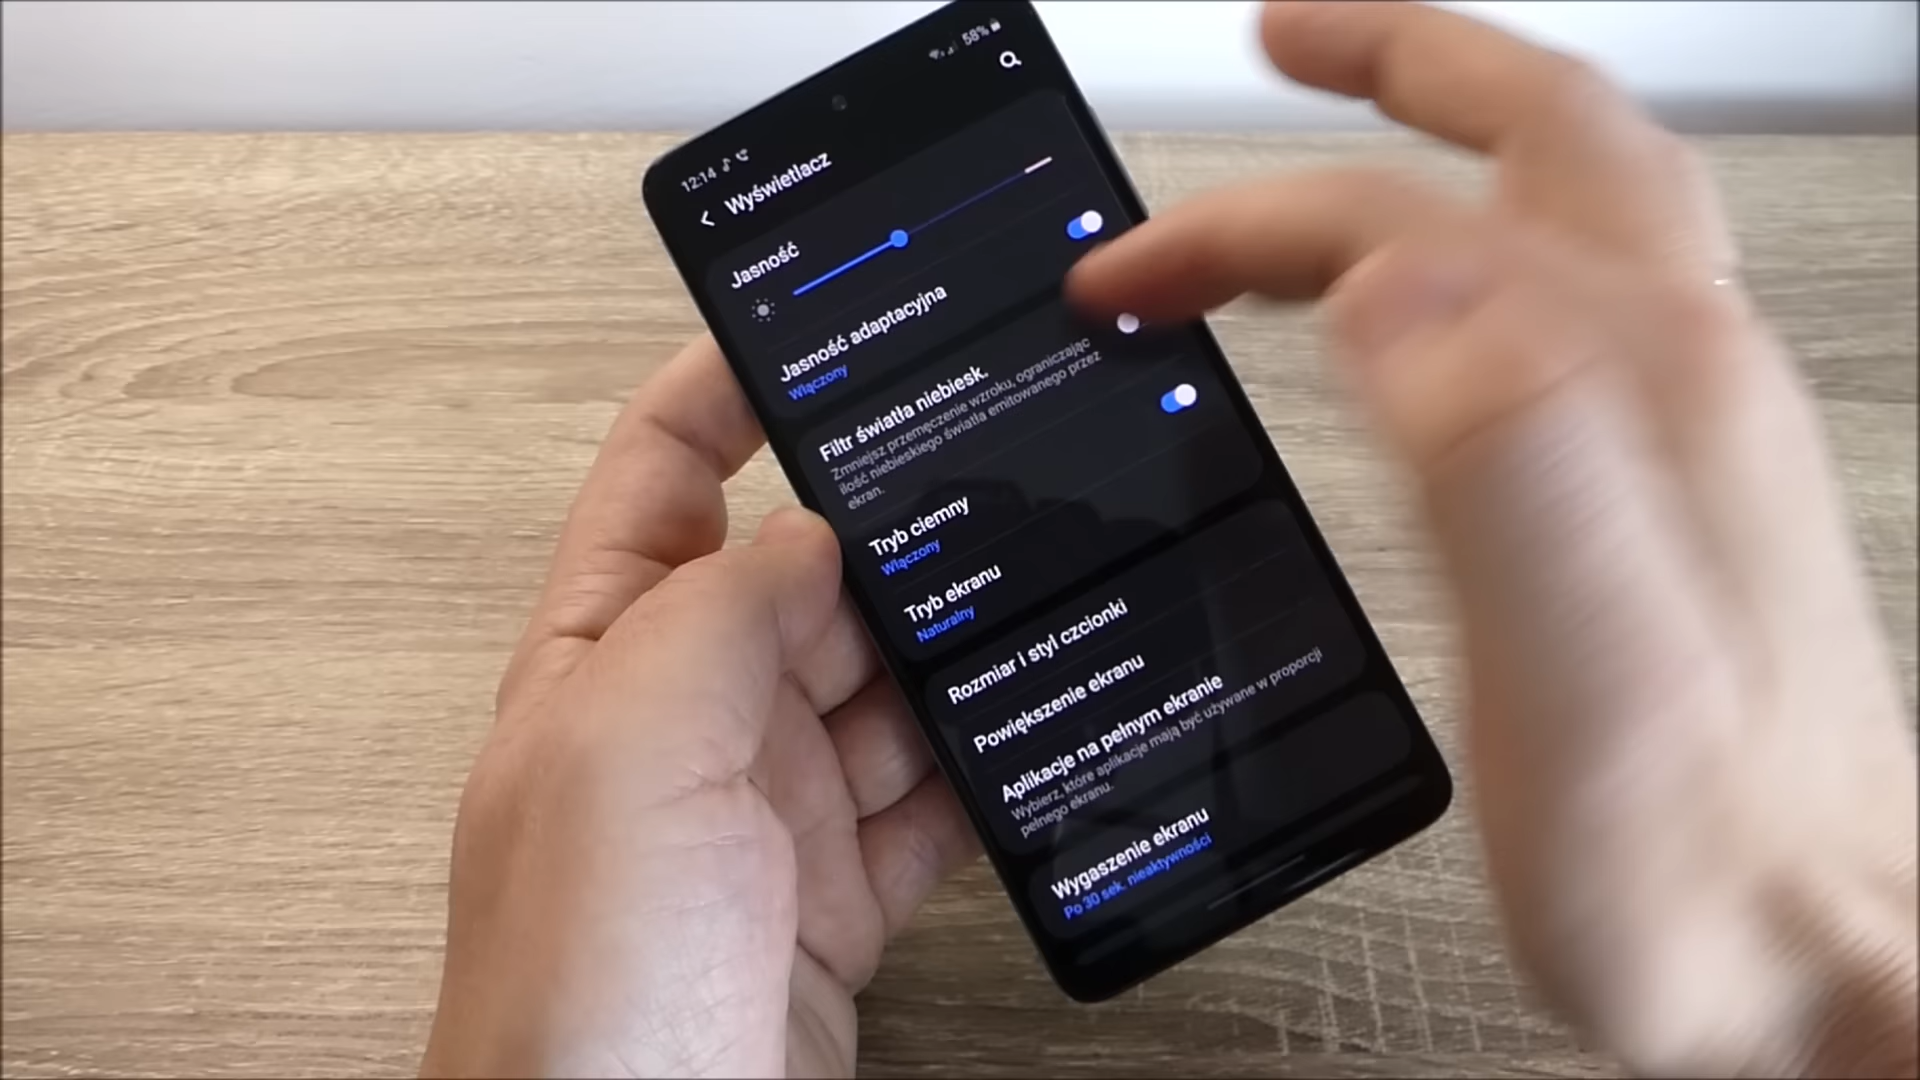 12:14
58%
Wyświetlacz
Jasność
Jasność adaptacyjna
Włączony
Filtr światła niebiesk.
Zmniejsz przemęczenie wzroku, ograniczając
ilość niebieskiego światła emitowanego przez
ekran.
Tryb ciemny
Włączony
Tryb ekranu
Naturalny
Rozmiar i styl czcionki
Powiększenie ekranu
Aplikacje na pełnym ekranie
Wybierz, które aplikacje mają być używane w proporcji
pełnego ekranu.
Wygaszenie ekranu
Po 30 sek. nieaktywności